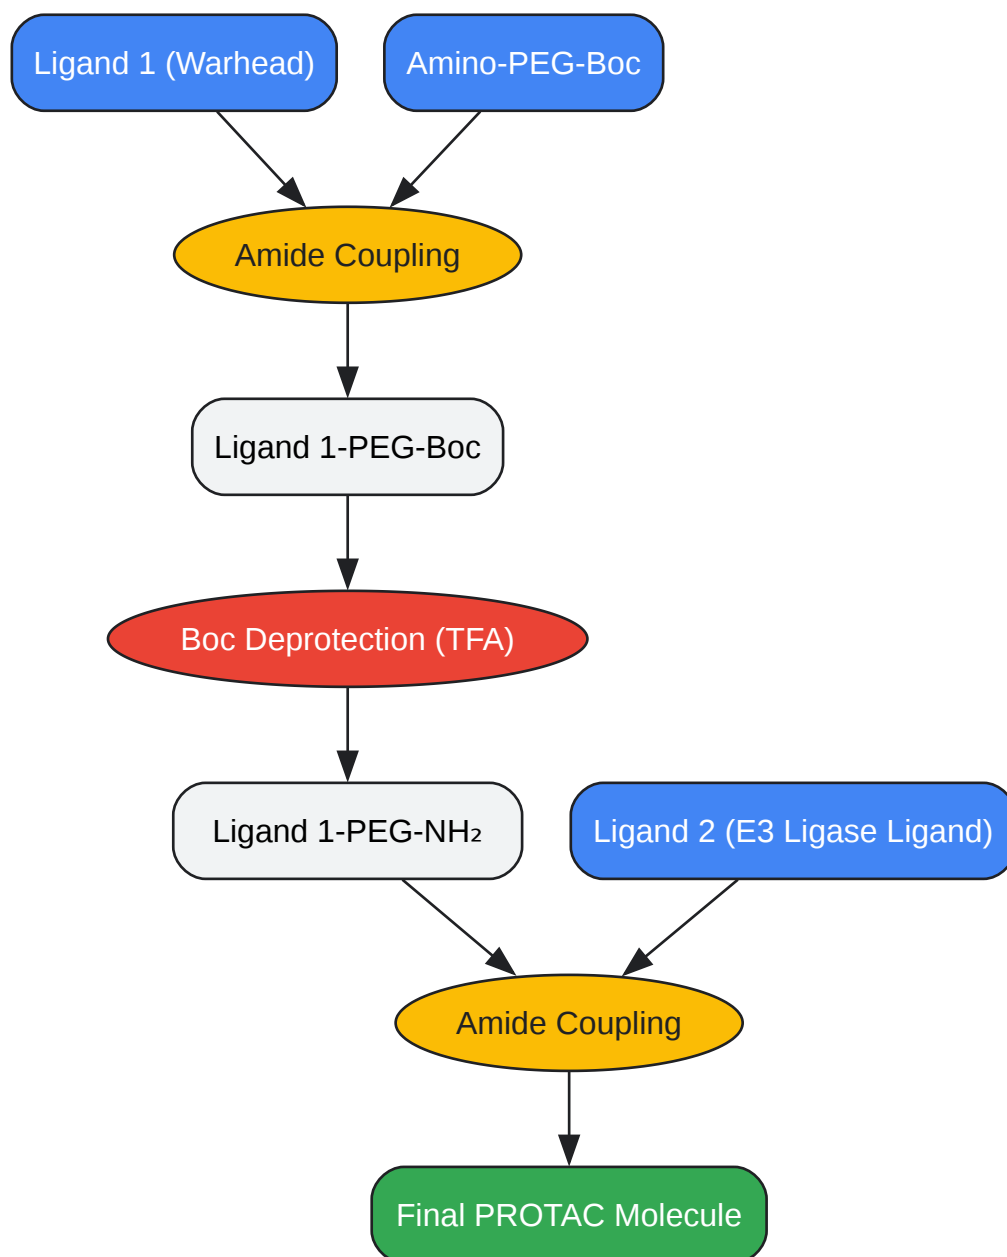 Ligand 1 (Warhead)
Amino-PEG-Boc
Amide Coupling
Ligand 1-PEG-Boc
Boc Deprotection (TFA)
Ligand 1-PEG-NH₂
Ligand 2 (E3 Ligase Ligand)
Amide Coupling
Final PROTAC Molecule